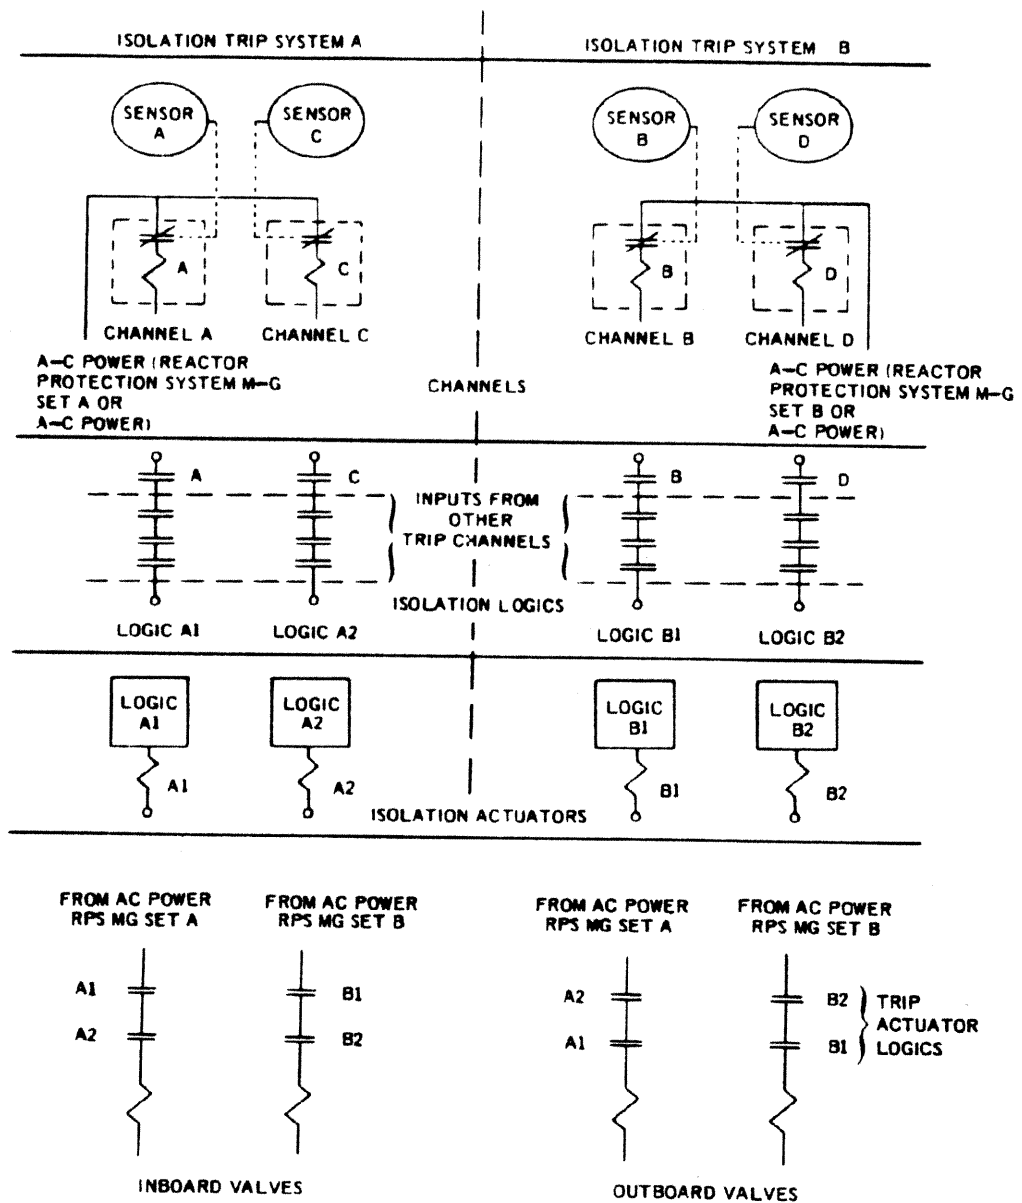 ISOLATION TRIP SYSTEM A
ISOLATION TRIP SYSTEM B
SENSOR
A
SENSOR
C
SENSOR
B
SENSOR
D
A
C
B
D
CHANNEL A
CHANNEL C
CHANNEL B
CHANNEL D
A-C POWER (REACTOR
PROTECTION SYSTEM M-G
SET A OR
A-C POWER)
CHANNELS
A-C POWER (REACTOR
PROTECTION SYSTEM M-G
SET B OR
A-C POWER)
A
C
B
D
INPUTS FROM
OTHER
TRIP CHANNELS
ISOLATION LOGICS
LOGIC A1
LOGIC A2
LOGIC B1
LOGIC B2
LOGIC
A1
LOGIC
A2
LOGIC
B1
LOGIC
B2
A1
A2
B1
B2
ISOLATION ACTUATORS
FROM AC POWER
RPS MG SET A
FROM AC POWER
RPS MG SET B
FROM AC POWER
RPS MG SET A
FROM AC POWER
RPS MG SET B
A1
A2
B1
B2
A2
A1
B2
B1
TRIP
ACTUATOR
LOGICS
INBOARD VALVES
OUTBOARD VALVES